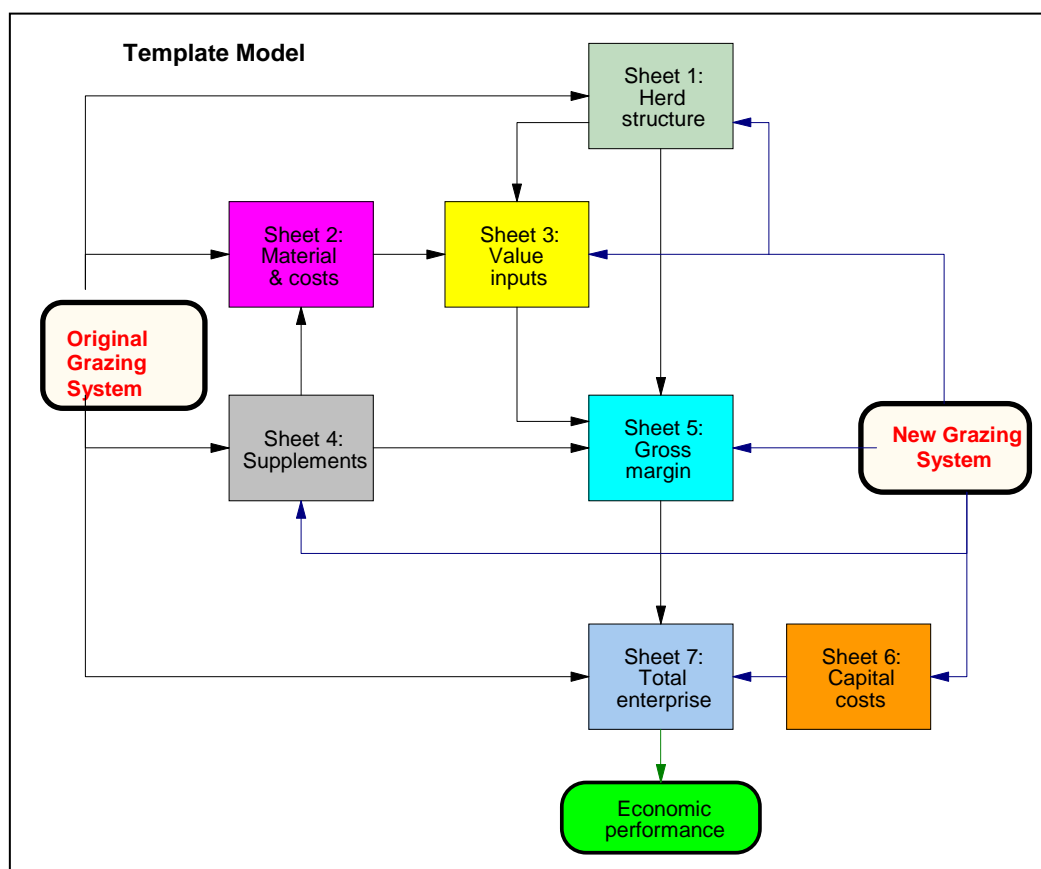 Template Model
Sheet 1:
Herd
structure
Sheet 2:
Material
& costs
Sheet 3:
Value
inputs
Original
Grazing
System
Sheet 4:
Supplements
Sheet 5:
Gross
margin
New Grazing
System
Sheet 7:
Total
enterprise
Sheet 6:
Capital
costs
Economic
performance